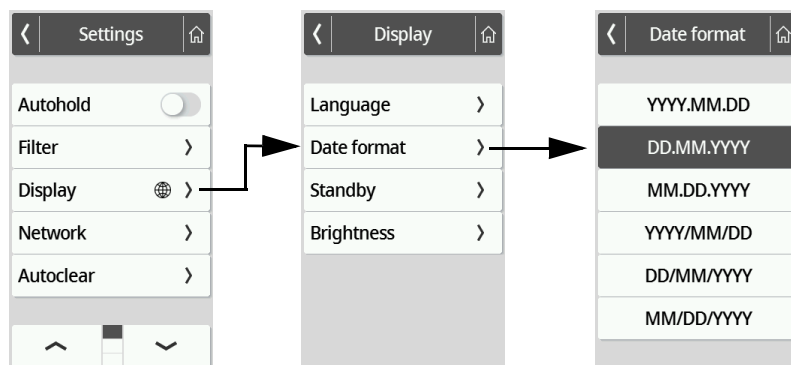 Settings
Autohold
Filter
Display
Network
Autoclear
Display
Language
Date format
Standby
Brightness
Date format
YYYY.MM.DD
DD.MM.YYYY
MM.DD.YYYY
YYYY/MM/DD
DD/MM/YYYY
MM/DD/YYYY